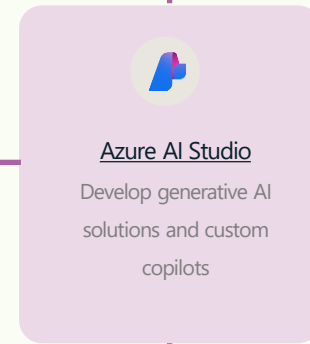 Azure AI Studio
Develop generative AI
solutions and custom
copilots